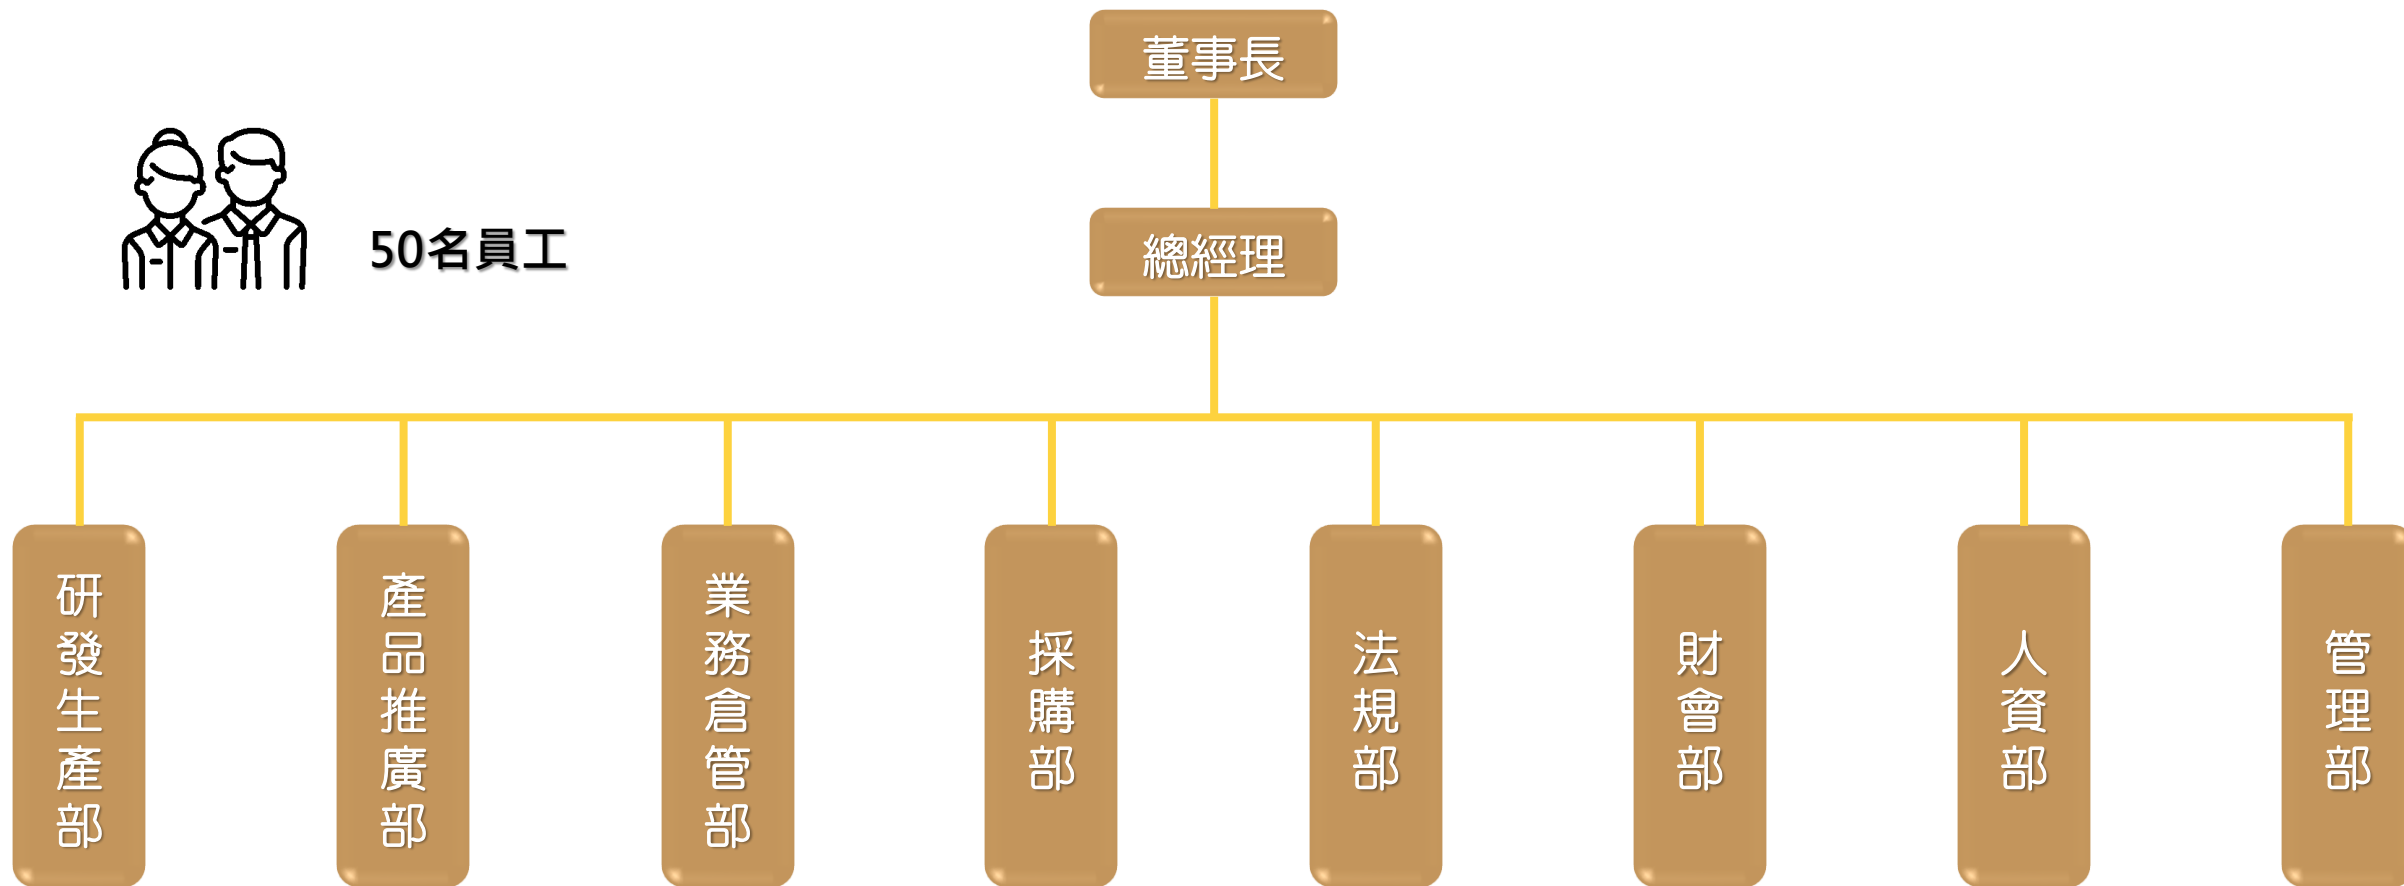 董事長
50名員工
總經理
研發生產部
產品推廣部
業務倉管部
採購部
法規部
財會部
人資部
管理部